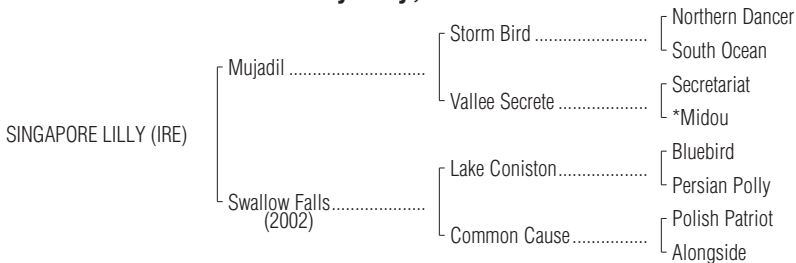 Northern Dancer
Storm Bird ............................
South Ocean
Mujadil .................................
Secretariat
Vallee Secrete ......................
*Midou
SINGAPORE LILLY (IRE)
Bluebird
Lake Coniston......................
Persian Polly
Swallow Falls.......................
(2002)
Polish Patriot
Common Cause...................
Alongside